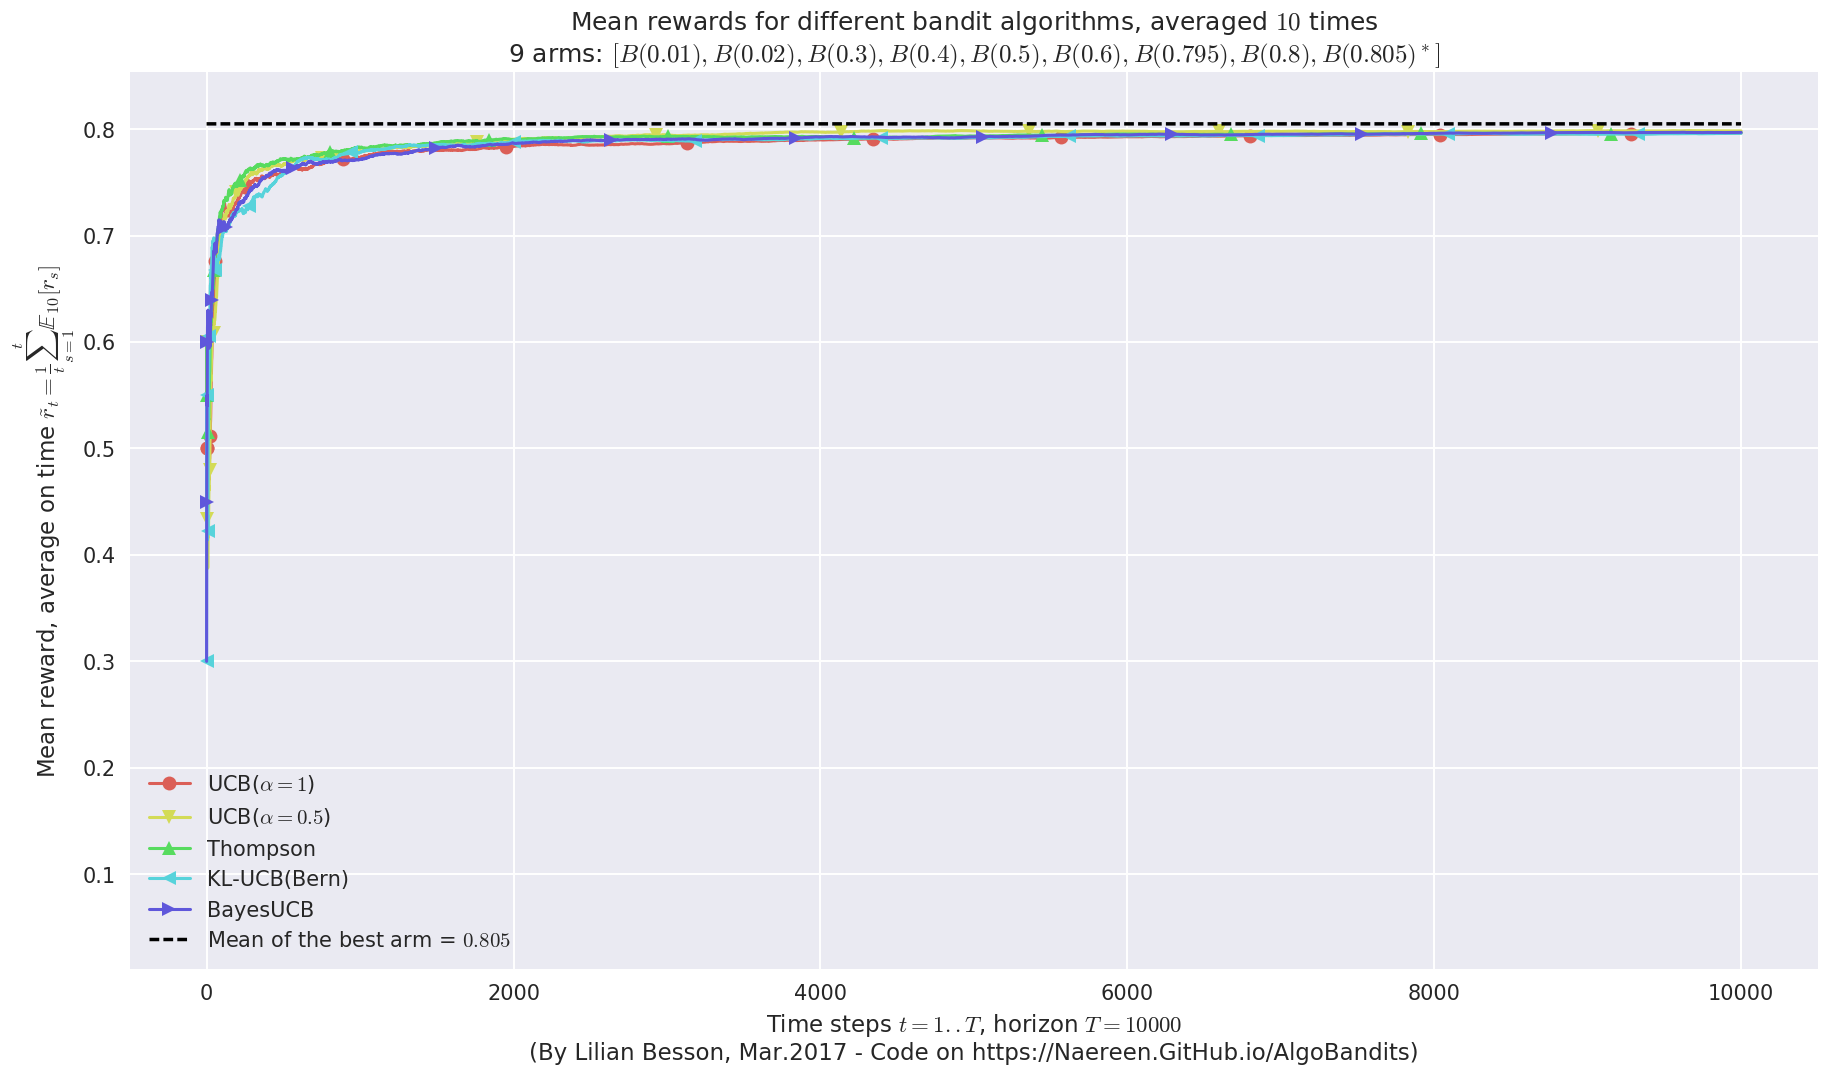 Mean rewards for different bandit algorithms, averaged 10 times
9 arms: [B(0.01), B(0.02), B(0.3), B(0.4), B(0.5), B(0.6), B(0.795), B(0.8), B(0.805)*]
Mean reward, average on time r̃_t = 1/t ∑_{s=1}^{t} 𝔼_{10}[r_s]
0.8
0.7
0.6
0.5
0.4
0.3
0.2
0.1
UCB(α = 1)
UCB(α = 0.5)
Thompson
KL-UCB(Bern)
BayesUCB
Mean of the best arm = 0.805
0 2000 4000 6000 8000 10000
Time steps t = 1..T, horizon T = 10000
(By Lilian Besson, Mar.2017 - Code on https://Naereen.GitHub.io/AlgoBandits)